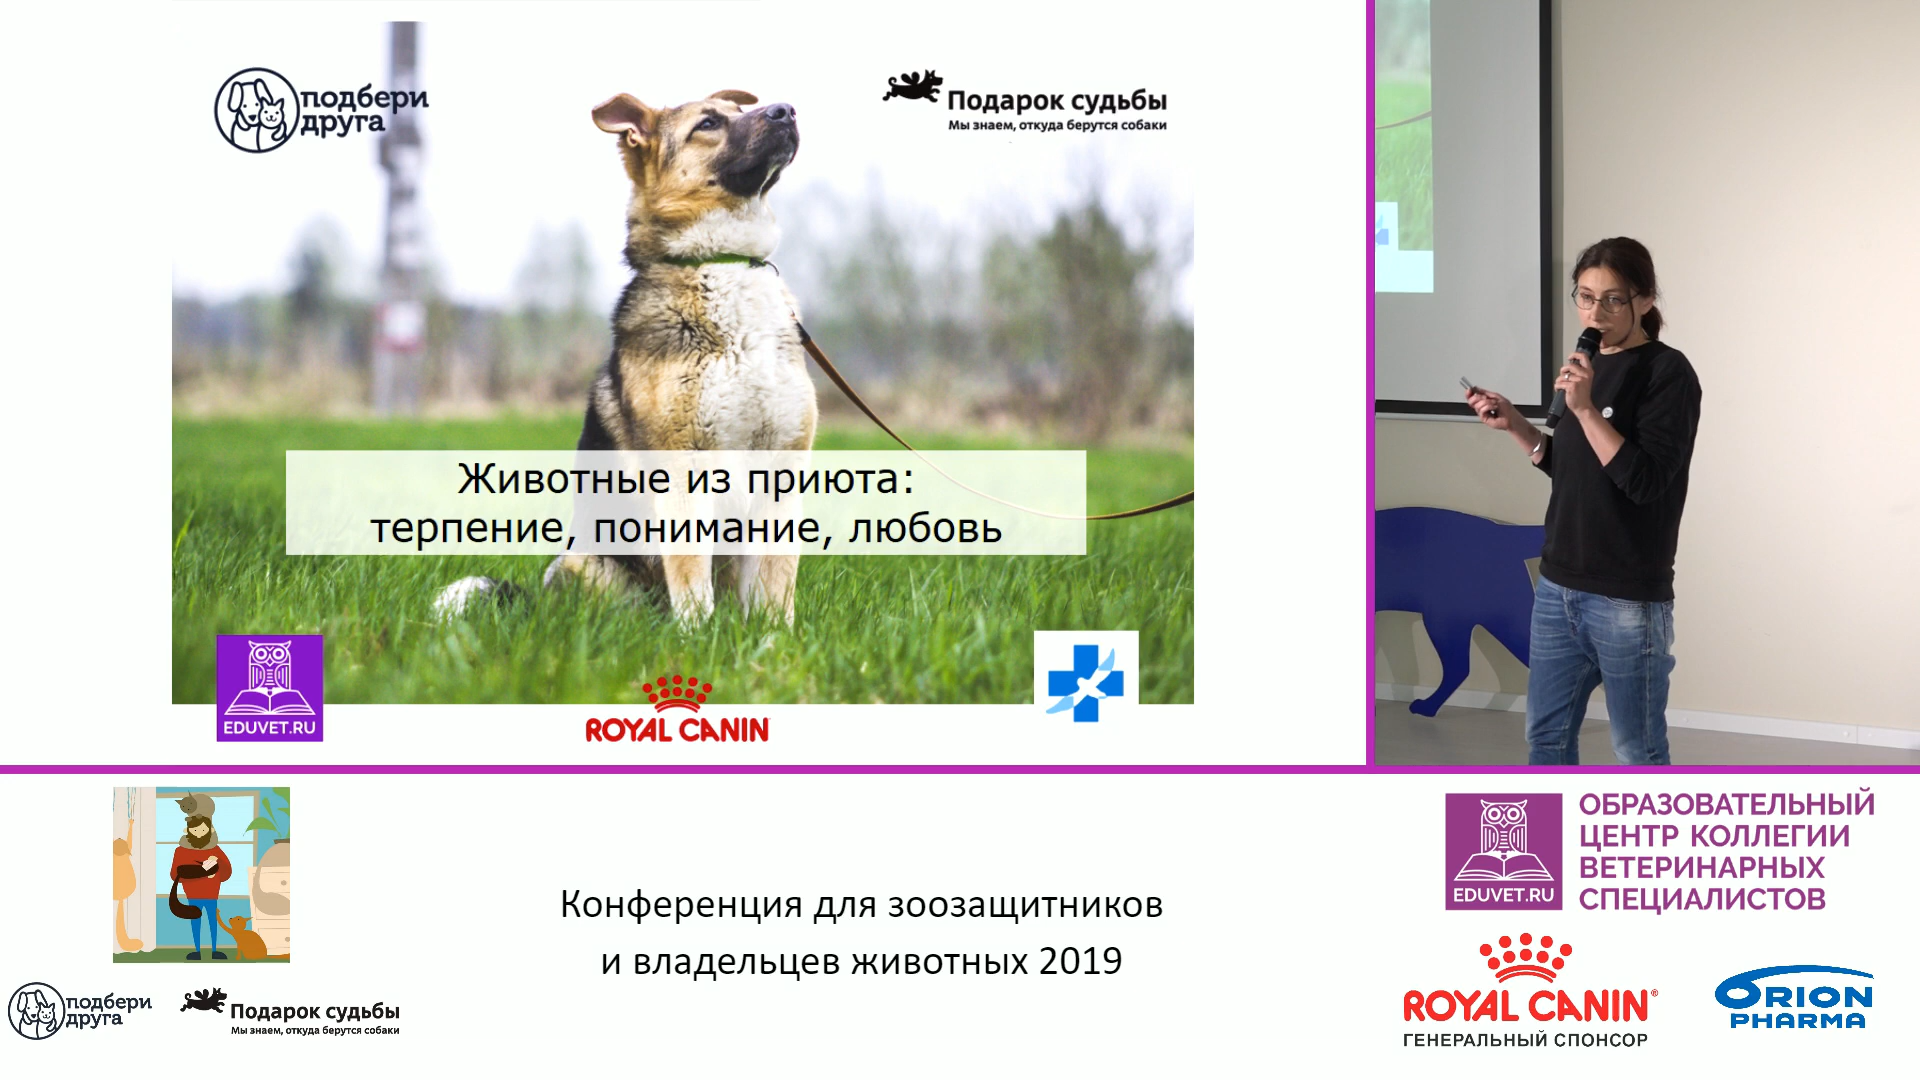 подбери
друга
Подарок судьбы
Мы знаем, откуда берутся собаки
Животные из приюта:
терпение, понимание, любовь
EDUVET.RU
ROYAL CANIN
подбери
друга
Подарок судьбы
Мы знаем, откуда берутся собаки
Конференция для зоозащитников
и владельцев животных 2019
EDUVET.RU
ОБРАЗОВАТЕЛЬНЫЙ
ЦЕНТР КОЛЛЕГИИ
ВЕТЕРИНАРНЫХ
СПЕЦИАЛИСТОВ
ROYAL CANIN®
ГЕНЕРАЛЬНЫЙ СПОНСОР
ORION
PHARMA